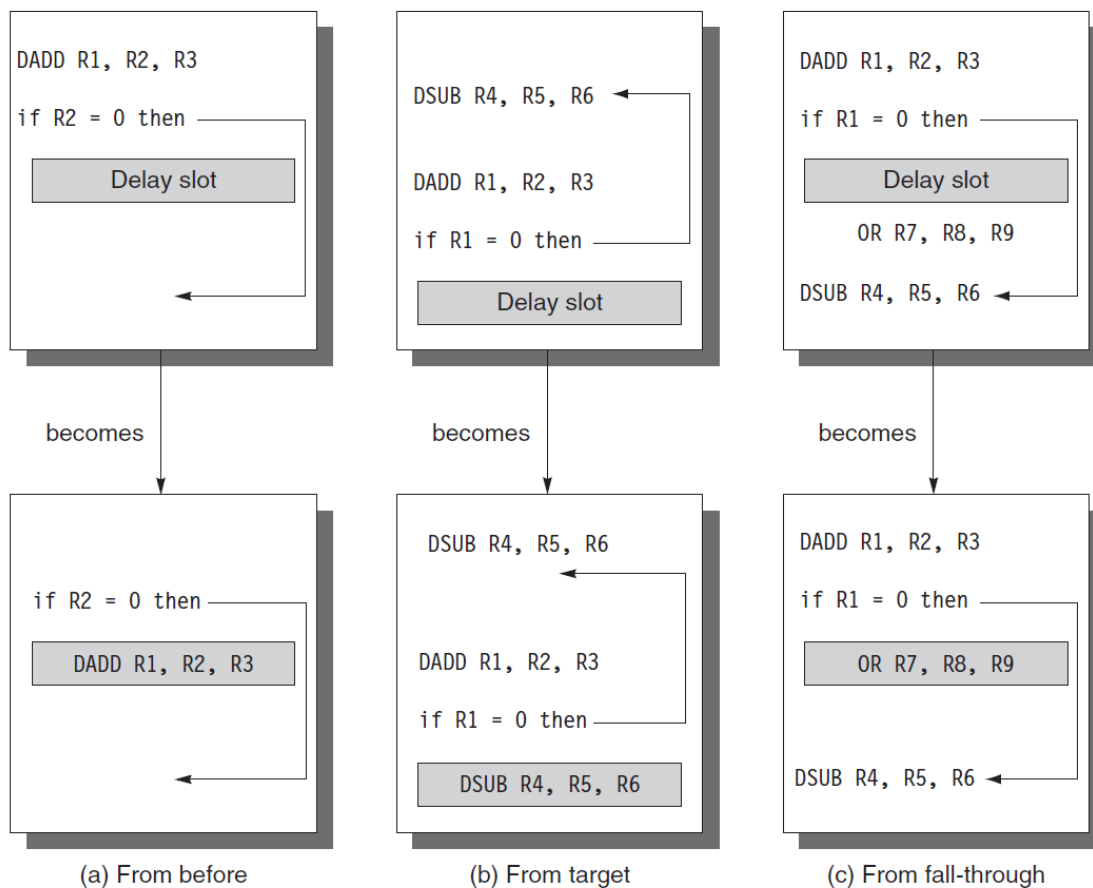 DADD R1, R2, R3
if R2 = 0 then
Delay slot
becomes
if R2 = 0 then
DADD R1, R2, R3
(a) From before
DSUB R4, R5, R6
DADD R1, R2, R3
if R1 = 0 then
Delay slot
becomes
DSUB R4, R5, R6
DADD R1, R2, R3
if R1 = 0 then
DSUB R4, R5, R6
(b) From target
DADD R1, R2, R3
if R1 = 0 then
Delay slot
OR R7, R8, R9
DSUB R4, R5, R6
becomes
DADD R1, R2, R3
if R1 = 0 then
OR R7, R8, R9
DSUB R4, R5, R6
(c) From fall-through